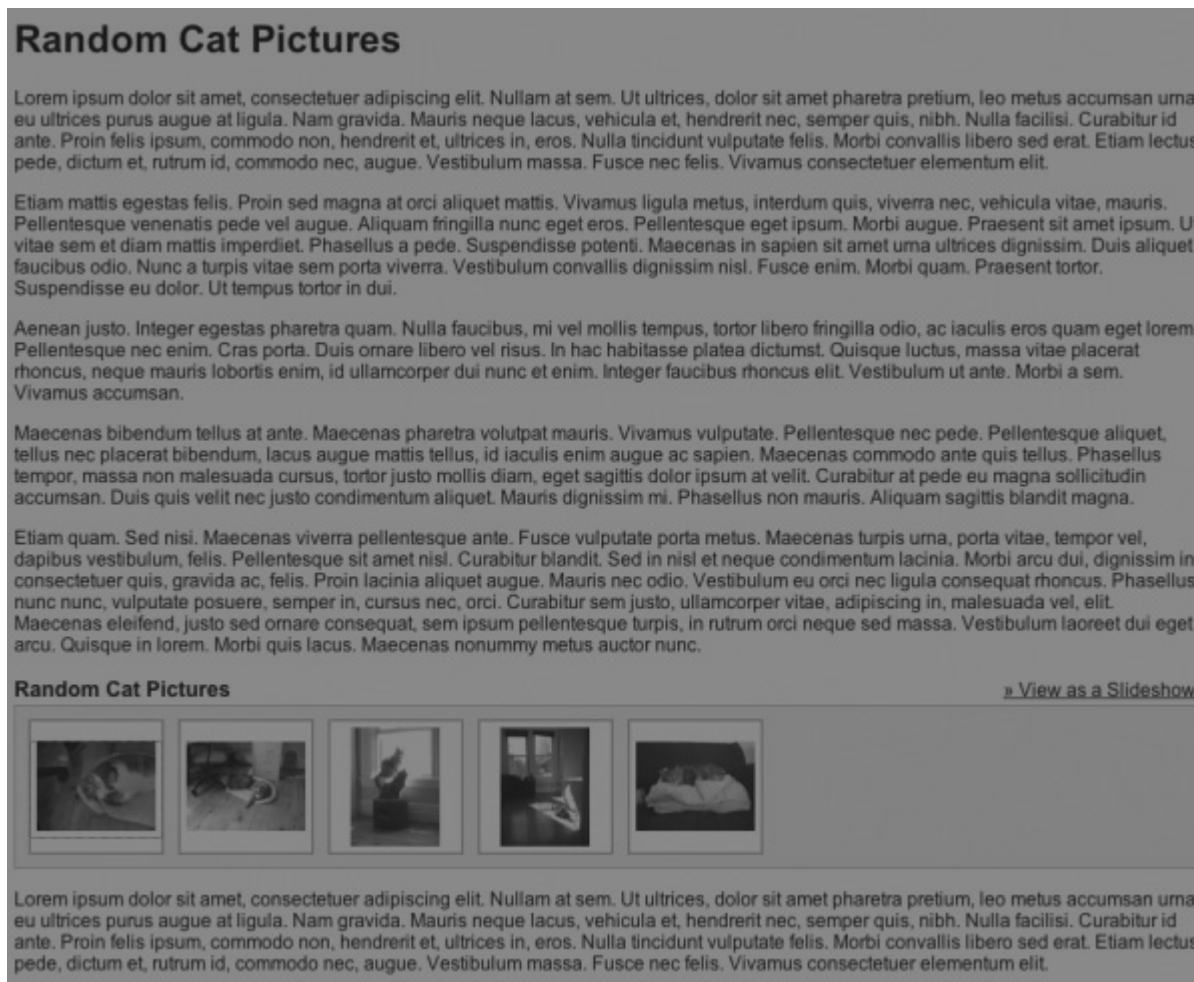 Random Cat Pictures
Lorem ipsum dolor sit amet, consectetuer adipiscing elit. Nullam at sem. Ut ultrices, dolor sit amet pharetra pretium, leo metus accumsan urna
eu ultrices purus augue at ligula. Nam gravida. Mauris neque lacus, vehicula et, hendrerit nec, semper quis, nibh. Nulla facilisi. Curabitur id
ante. Proin felis ipsum, commodo non, hendrerit et, ultrices in, eros. Nulla tincidunt vulputate felis. Morbi convallis libero sed erat. Etiam lectus
pede, dictum et, rutrum id, commodo nec, augue. Vestibulum massa. Fusce nec felis. Vivamus consectetuer elementum elit.
Etiam mattis egestas felis. Proin sed magna at orci aliquet mattis. Vivamus ligula metus, interdum quis, viverra nec, vehicula vitae, mauris.
Pellentesque venenatis pede vel augue. Aliquam fringilla nunc eget eros. Pellentesque eget ipsum. Morbi augue. Praesent sit amet ipsum. U
vitae sem et diam mattis imperdiet. Phasellus a pede. Suspendisse potenti. Maecenas in sapien sit amet urna ultrices dignissim. Duis aliquet
faucibus odio. Nunc a turpis vitae sem porta viverra. Vestibulum convallis dignissim nisl. Fusce enim. Morbi quam. Praesent tortor.
Suspendisse eu dolor. Ut tempus tortor in dui.
Aenean justo. Integer egestas pharetra quam. Nulla faucibus, mi vel mollis tempus, tortor libero fringilla odio, ac iaculis eros quam eget lorem
Pellentesque nec enim. Cras porta. Duis ornare libero vel risus. In hac habitasse platea dictumst. Quisque luctus, massa vitae placerat
rhoncus, neque mauris lobortis enim, id ullamcorper dui nunc et enim. Integer faucibus rhoncus elit. Vestibulum ut ante. Morbi a sem.
Vivamus accumsan.
Maecenas bibendum tellus at ante. Maecenas pharetra volutpat mauris. Vivamus vulputate. Pellentesque nec pede. Pellentesque aliquet,
tellus nec placerat bibendum, lacus augue mattis tellus, id iaculis enim augue ac sapien. Maecenas commodo ante quis tellus. Phasellus
tempor, massa non malesuada cursus, tortor justo mollis diam, eget sagittis dolor ipsum at velit. Curabitur at pede eu magna sollicitudin
accumsan. Duis quis velit nec justo condimentum aliquet. Mauris dignissim mi. Phasellus non mauris. Aliquam sagittis blandit magna.
Etiam quam. Sed nisi. Maecenas viverra pellentesque ante. Fusce vulputate porta metus. Maecenas turpis urna, porta vitae, tempor vel,
dapibus vestibulum, felis. Pellentesque sit amet nisl. Curabitur blandit. Sed in nisl et neque condimentum lacinia. Morbi arcu dui, dignissim in
consectetuer quis, gravida ac, felis. Proin lacinia aliquet augue. Mauris nec odio. Vestibulum eu orci nec ligula consequat rhoncus. Phasellus
nunc nunc, vulputate posuere, semper in, cursus nec, orci. Curabitur sem justo, ullamcorper vitae, adipiscing in, malesuada vel, elit.
Maecenas eleifend, justo sed ornare consequat, sem ipsum pellentesque turpis, in rutrum orci neque sed massa. Vestibulum laoreet dui eget
arcu. Quisque in lorem. Morbi quis lacus. Maecenas nonummy metus auctor nunc.
Random Cat Pictures
» View as a Slideshow
Lorem ipsum dolor sit amet, consectetuer adipiscing elit. Nullam at sem. Ut ultrices, dolor sit amet pharetra pretium, leo metus accumsan urna
eu ultrices purus augue at ligula. Nam gravida. Mauris neque lacus, vehicula et, hendrerit nec, semper quis, nibh. Nulla facilisi. Curabitur id
ante. Proin felis ipsum, commodo non, hendrerit et, ultrices in, eros. Nulla tincidunt vulputate felis. Morbi convallis libero sed erat. Etiam lectus
pede, dictum et, rutrum id, commodo nec, augue. Vestibulum massa. Fusce nec felis. Vivamus consectetuer elementum elit.